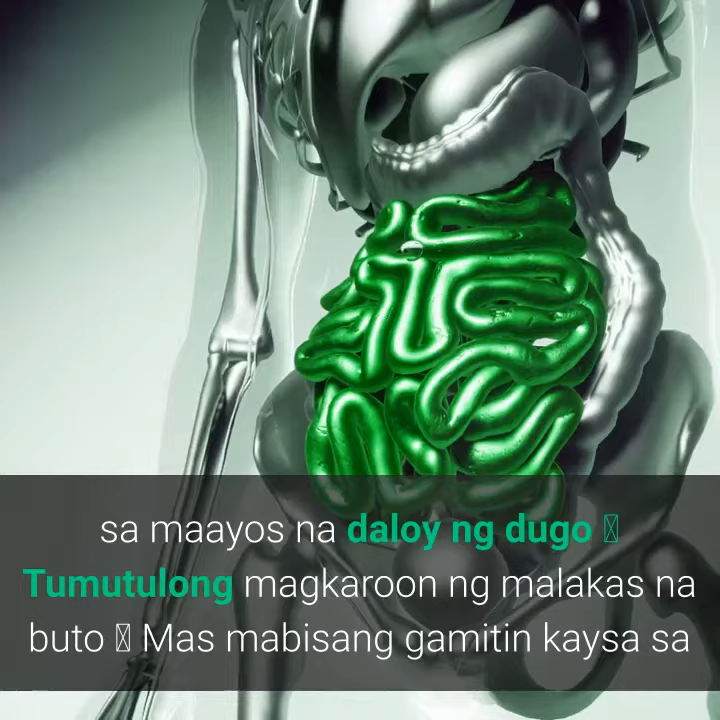 sa maayos na daloy ng dugo
Tumutulong magkaroon ng malakas na
buto Mas mabisang gamitin kaysa sa